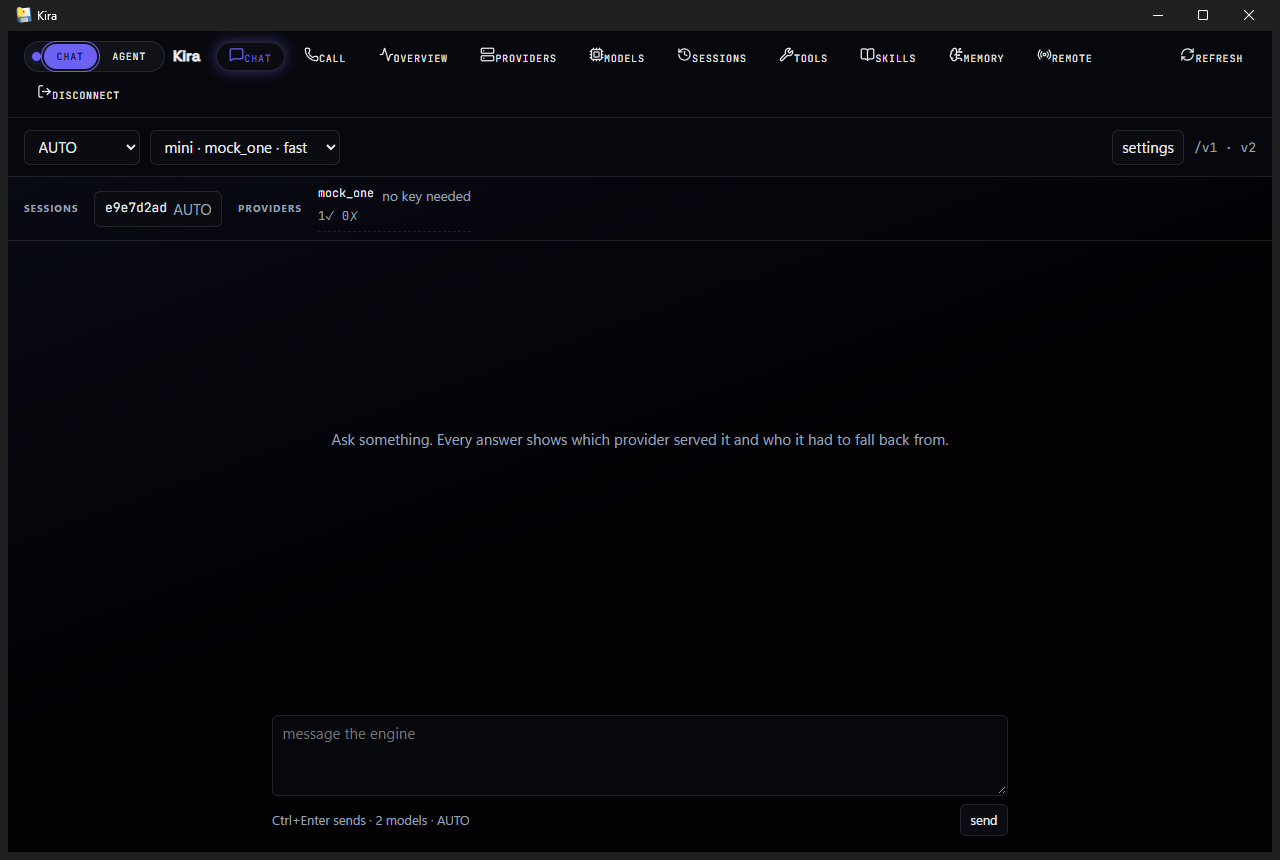 Kira
CHAT AGENT Kira CHAT CALL OVERVIEW PROVIDERS MODELS SESSIONS TOOLS SKILLS MEMORY REMOTE REFRESH
DISCONNECT
AUTO mini · mock_one · fast settings /v1 · v2
SESSIONS e9e7d2ad AUTO PROVIDERS mock_one no key needed
1✓ 0X
Ask something. Every answer shows which provider served it and who it had to fall back from.
message the engine
Ctrl+Enter sends · 2 models · AUTO send